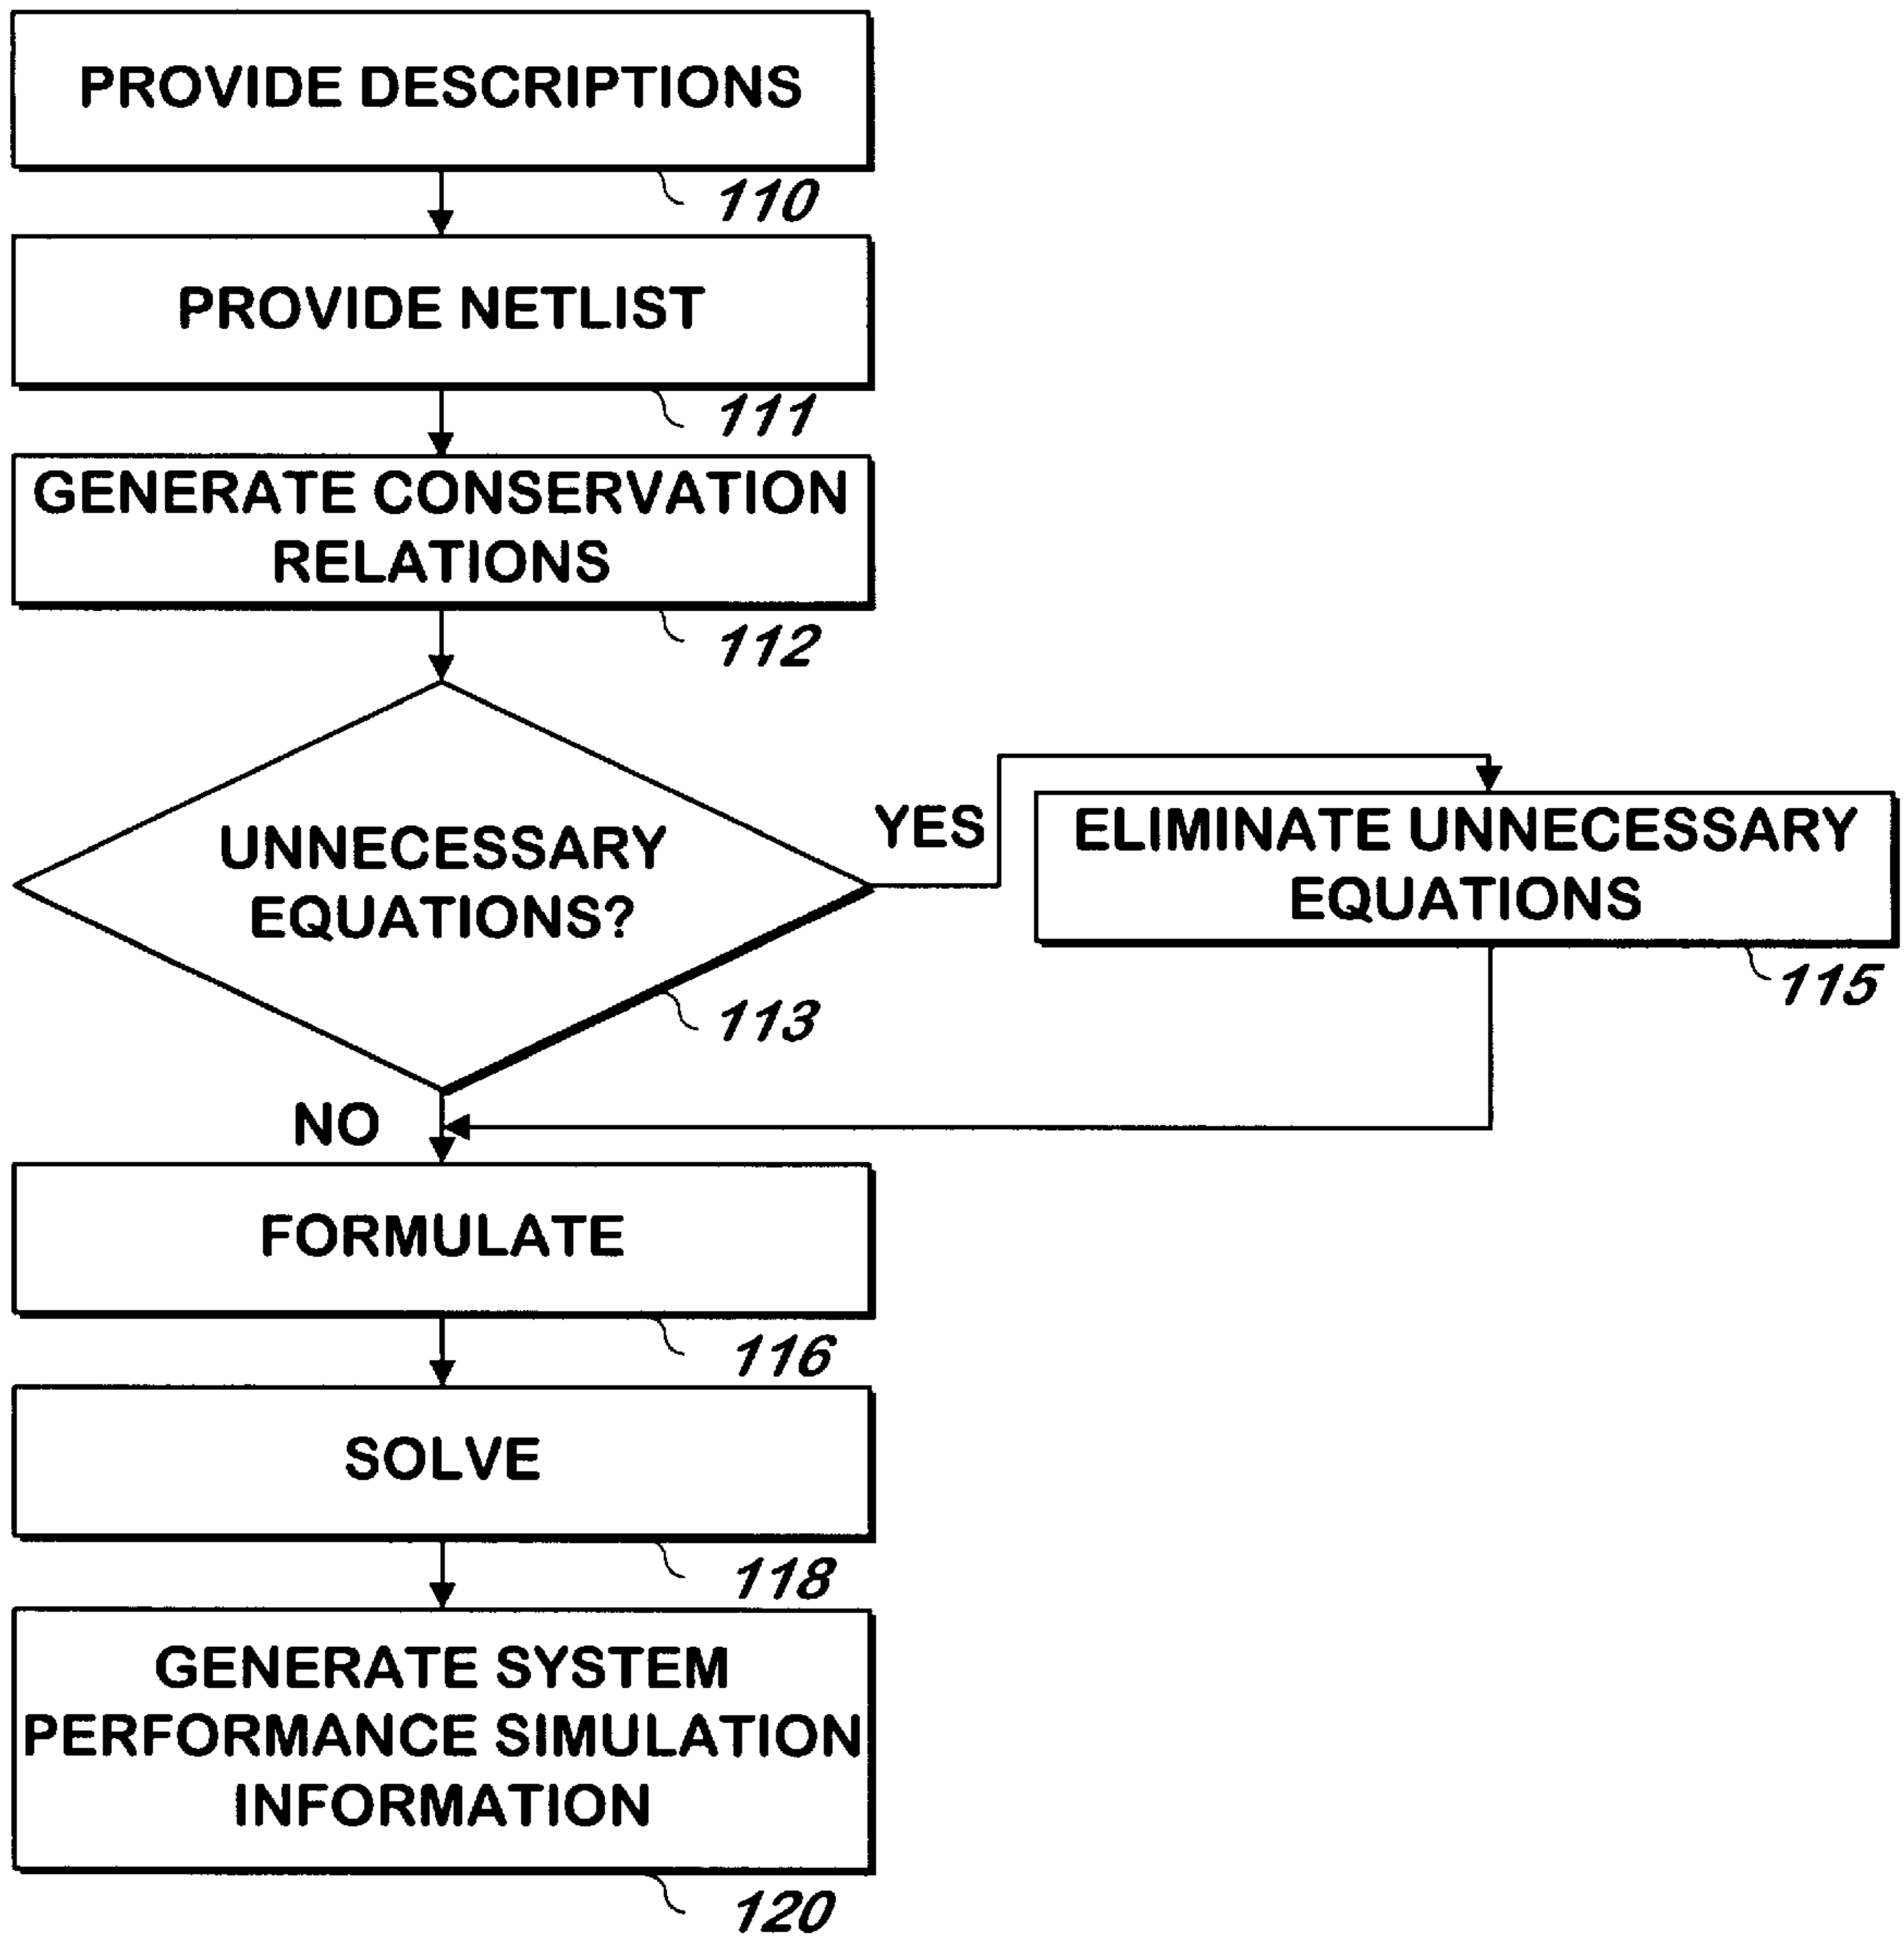 PROVIDE DESCRIPTIONS
110
PROVIDE NETLIST
111
GENERATE CONSERVATION
RELATIONS
112
UNNECESSARY
EQUATIONS?
113
YES
ELIMINATE UNNECESSARY
EQUATIONS
115
NO
FORMULATE
116
SOLVE
118
GENERATE SYSTEM
PERFORMANCE SIMULATION
INFORMATION
120